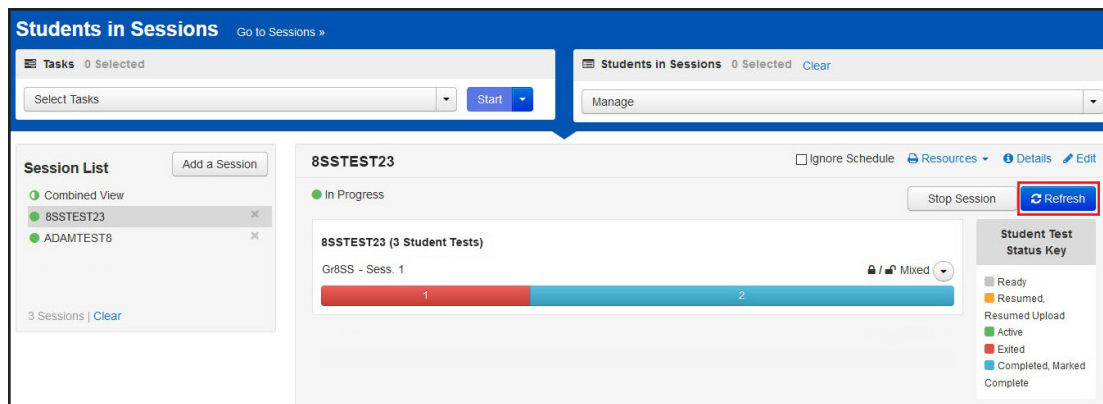 Students in Sessions Go to Sessions »
Tasks 0 Selected
Students in Sessions 0 Selected Clear
Select Tasks
Start
Manage
Session List
Add a Session
Combined View
8SSTEST23
ADAMTEST8
3 Sessions | Clear
8SSTEST23
Ignore Schedule Resources Details Edit
In Progress
Stop Session
Refresh
8SSTEST23 (3 Student Tests)
Gr8SS - Sess. 1
/ Mixed
1 2
Student Test
Status Key
Ready
Resumed,
Resumed Upload
Active
Exited
Completed, Marked
Complete